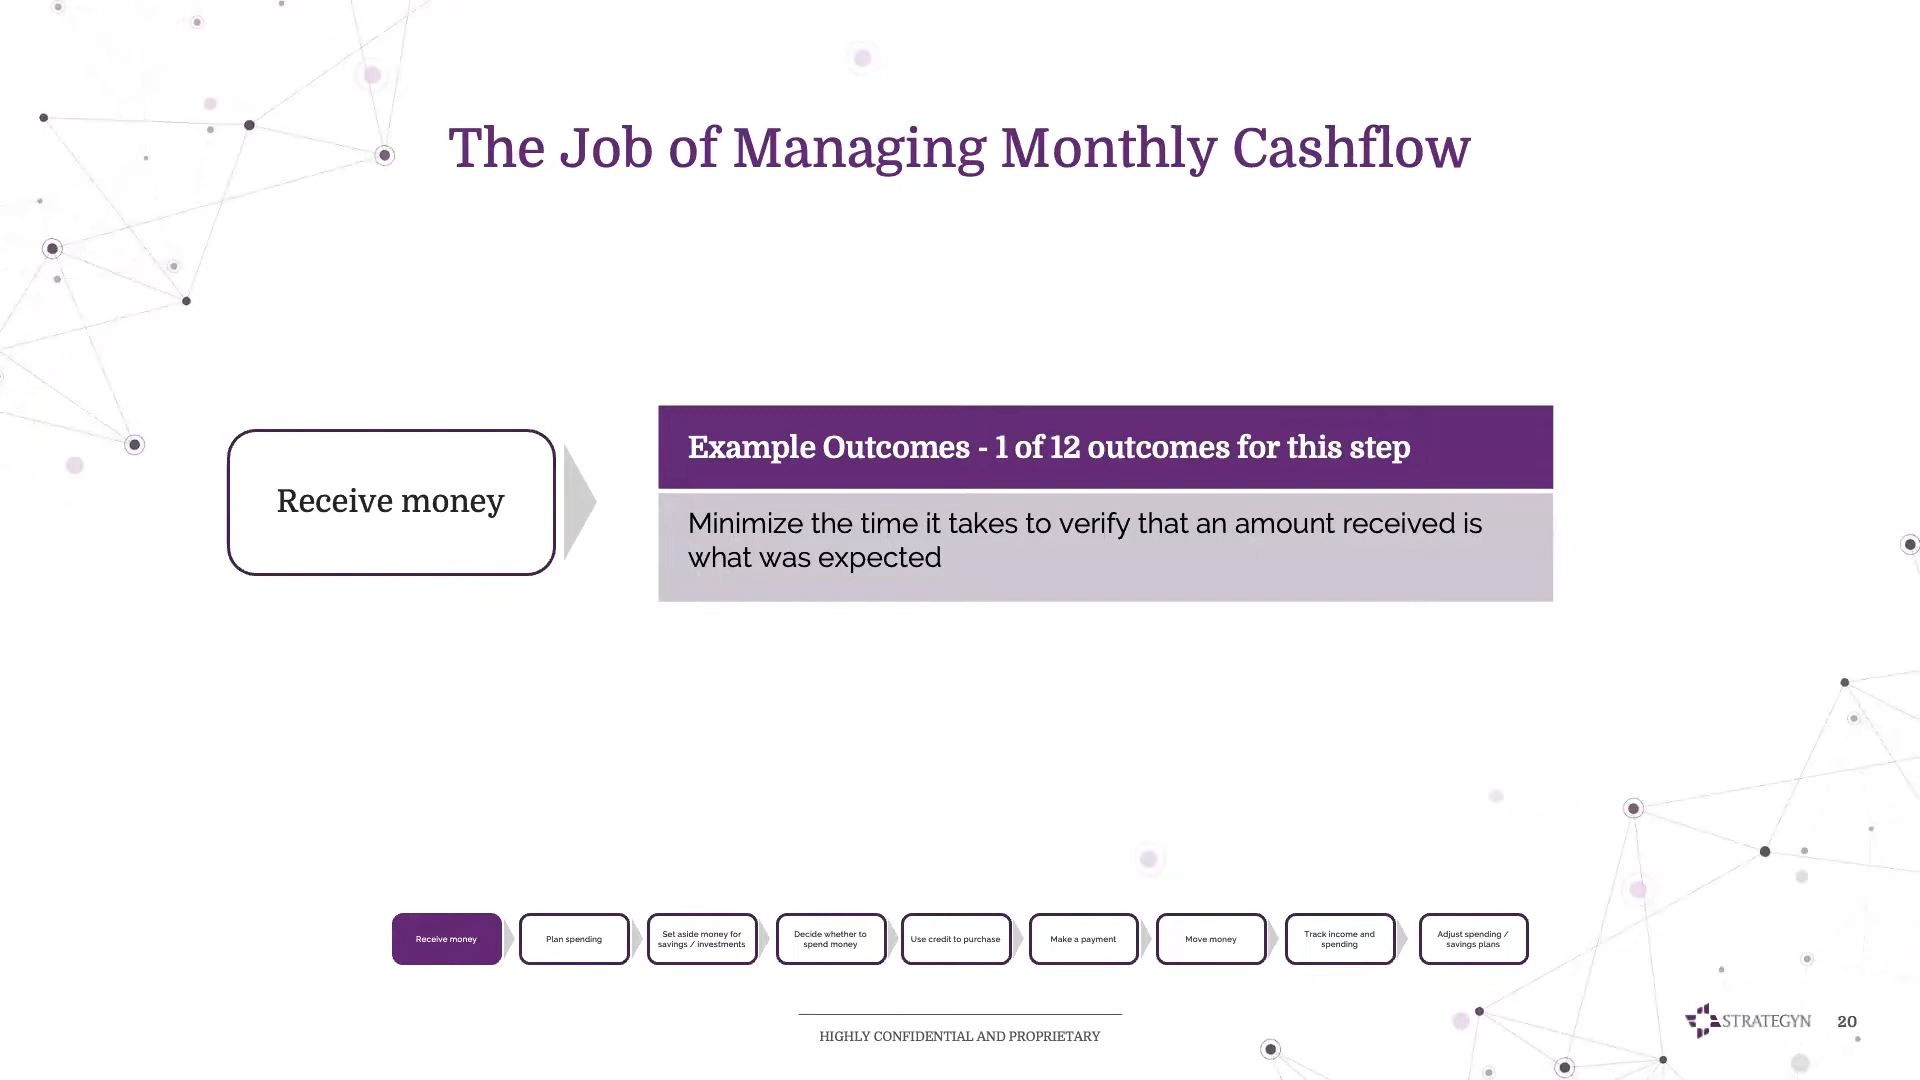 The Job of Managing Monthly Cashflow
Receive money
Example Outcomes - 1 of 12 outcomes for this step
Minimize the time it takes to verify that an amount received is
what was expected
Receive money
Plan spending
Set aside money for
savings / investments
Decide whether to
spend money
Use credit to purchase
Make a payment
Move money
Track income and
spending
Adjust spending /
savings plans
HIGHLY CONFIDENTIAL AND PROPRIETARY
STRATEGYN
20